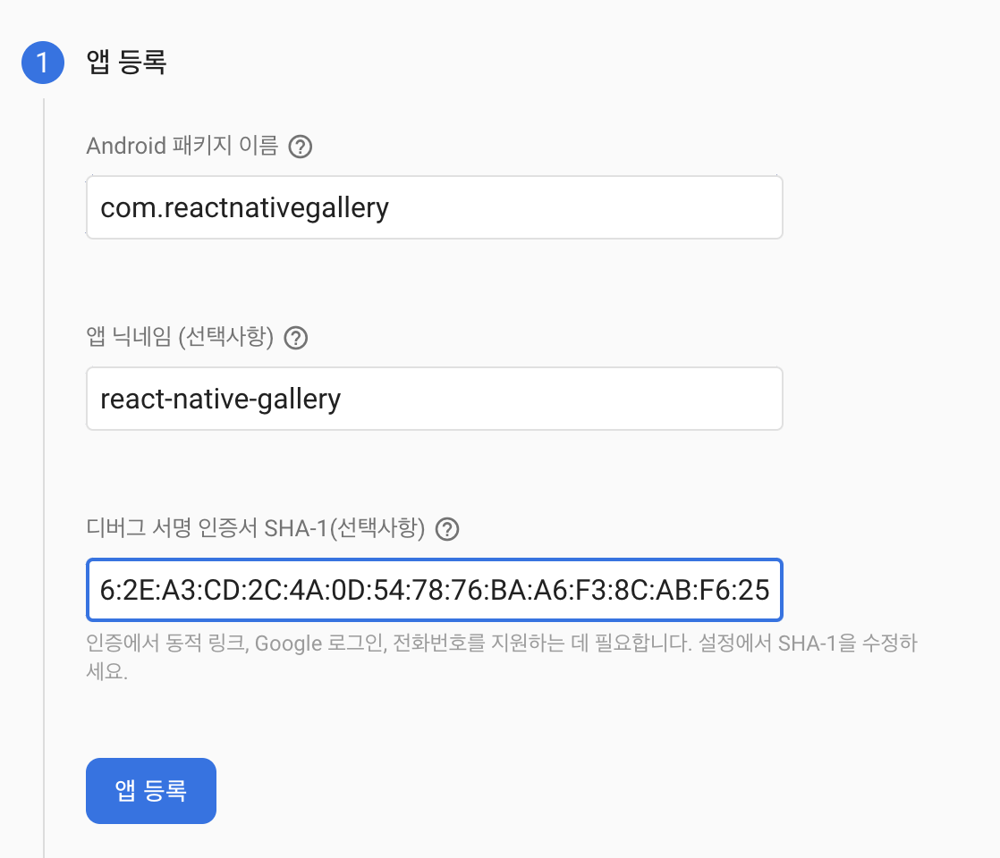 1 앱 등록
Android 패키지 이름 ?
com.reactnativegallery
앱 닉네임 (선택사항) ?
react-native-gallery
디버그 서명 인증서 SHA-1(선택사항) ?
6:2E:A3:CD:2C:4A:0D:54:78:76:BA:A6:F3:8C:AB:F6:25
인증에서 동적 링크, Google 로그인, 전화번호를 지원하는 데 필요합니다. 설정에서 SHA-1을 수정하
세요.
앱 등록